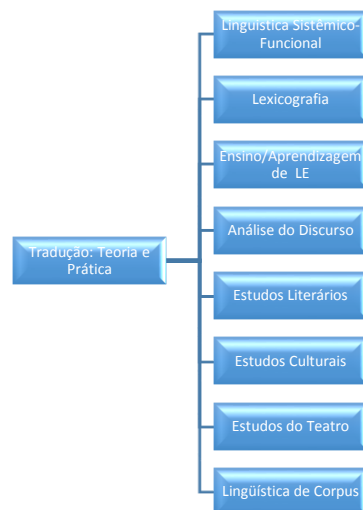 Linguística Sistêmico-
Funcional
Lexicografia
Ensino/Aprendizagem
de LE
Análise do Discurso
Tradução: Teoria e
Prática
Estudos Literários
Estudos Culturais
Estudos do Teatro
Lingüística de Corpus